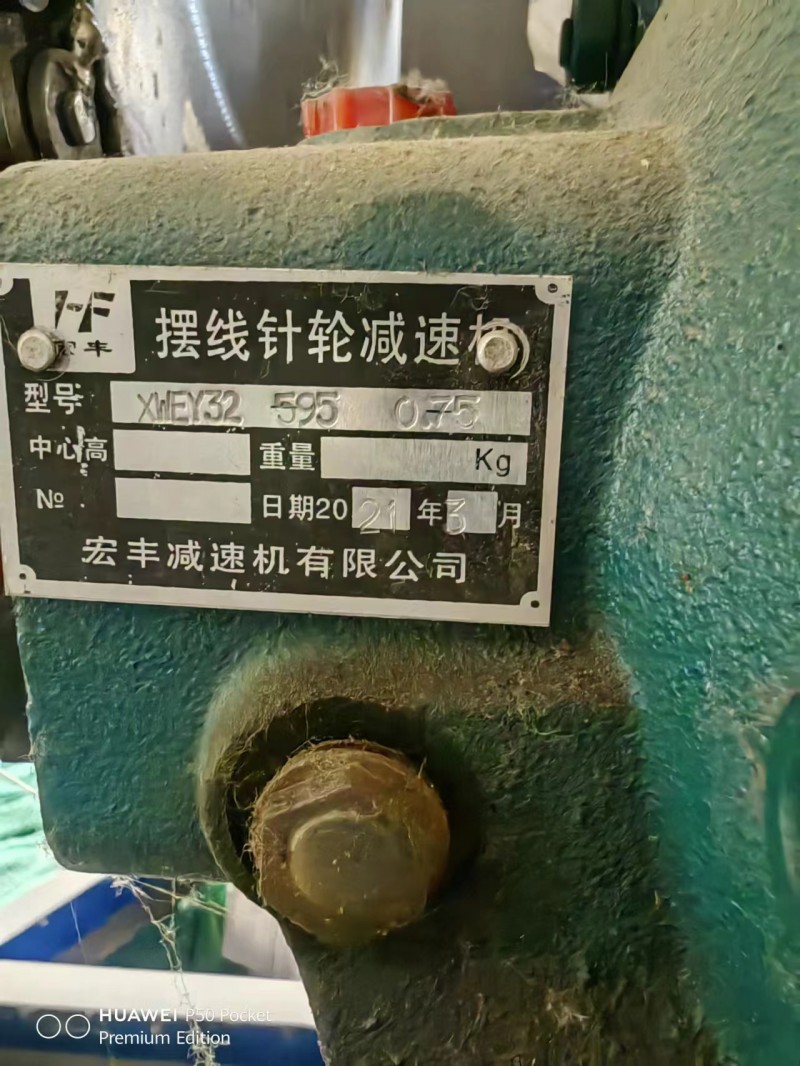 HF
宏丰
摆线针轮减速机
型号 XWEY32 595 0.75
中心高 重量 Kg
№ 日期2021年3月
宏丰减速机有限公司
HUAWEI P50 Pocket
Premium Edition